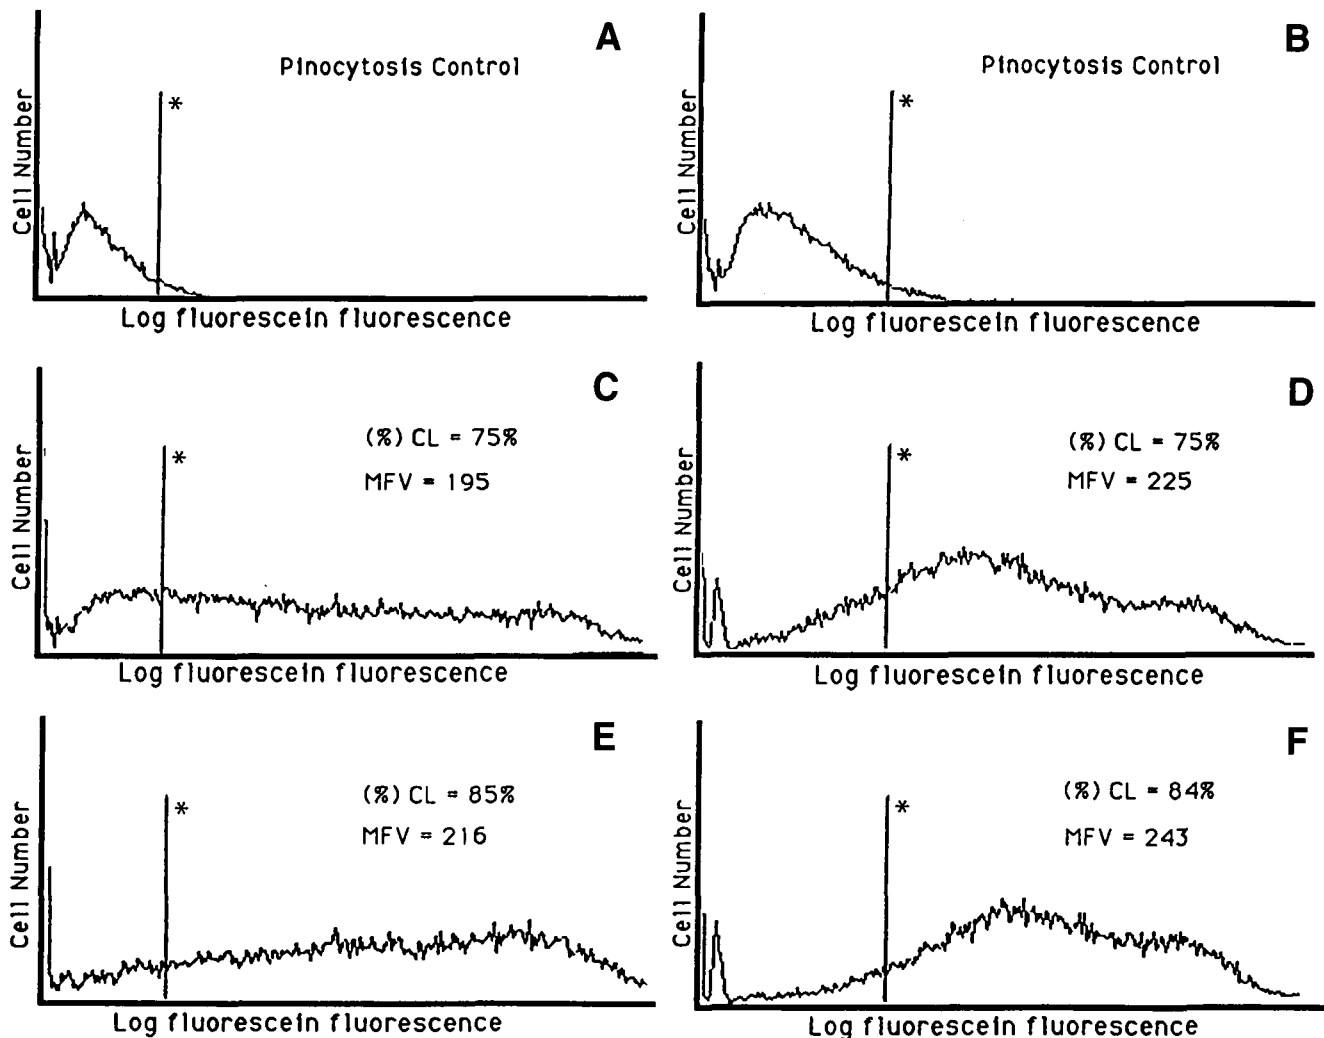 A
Pinocytosis Control
*
Cell Number
Log fluorescein fluorescence
B
Pinocytosis Control
*
Cell Number
Log fluorescein fluorescence
C
(%) CL = 75%
MFV = 195
*
Cell Number
Log fluorescein fluorescence
D
(%) CL = 75%
MFV = 225
*
Cell Number
Log fluorescein fluorescence
E
(%) CL = 85%
MFV = 216
*
Cell Number
Log fluorescein fluorescence
F
(%) CL = 84%
MFV = 243
*
Cell Number
Log fluorescein fluorescence